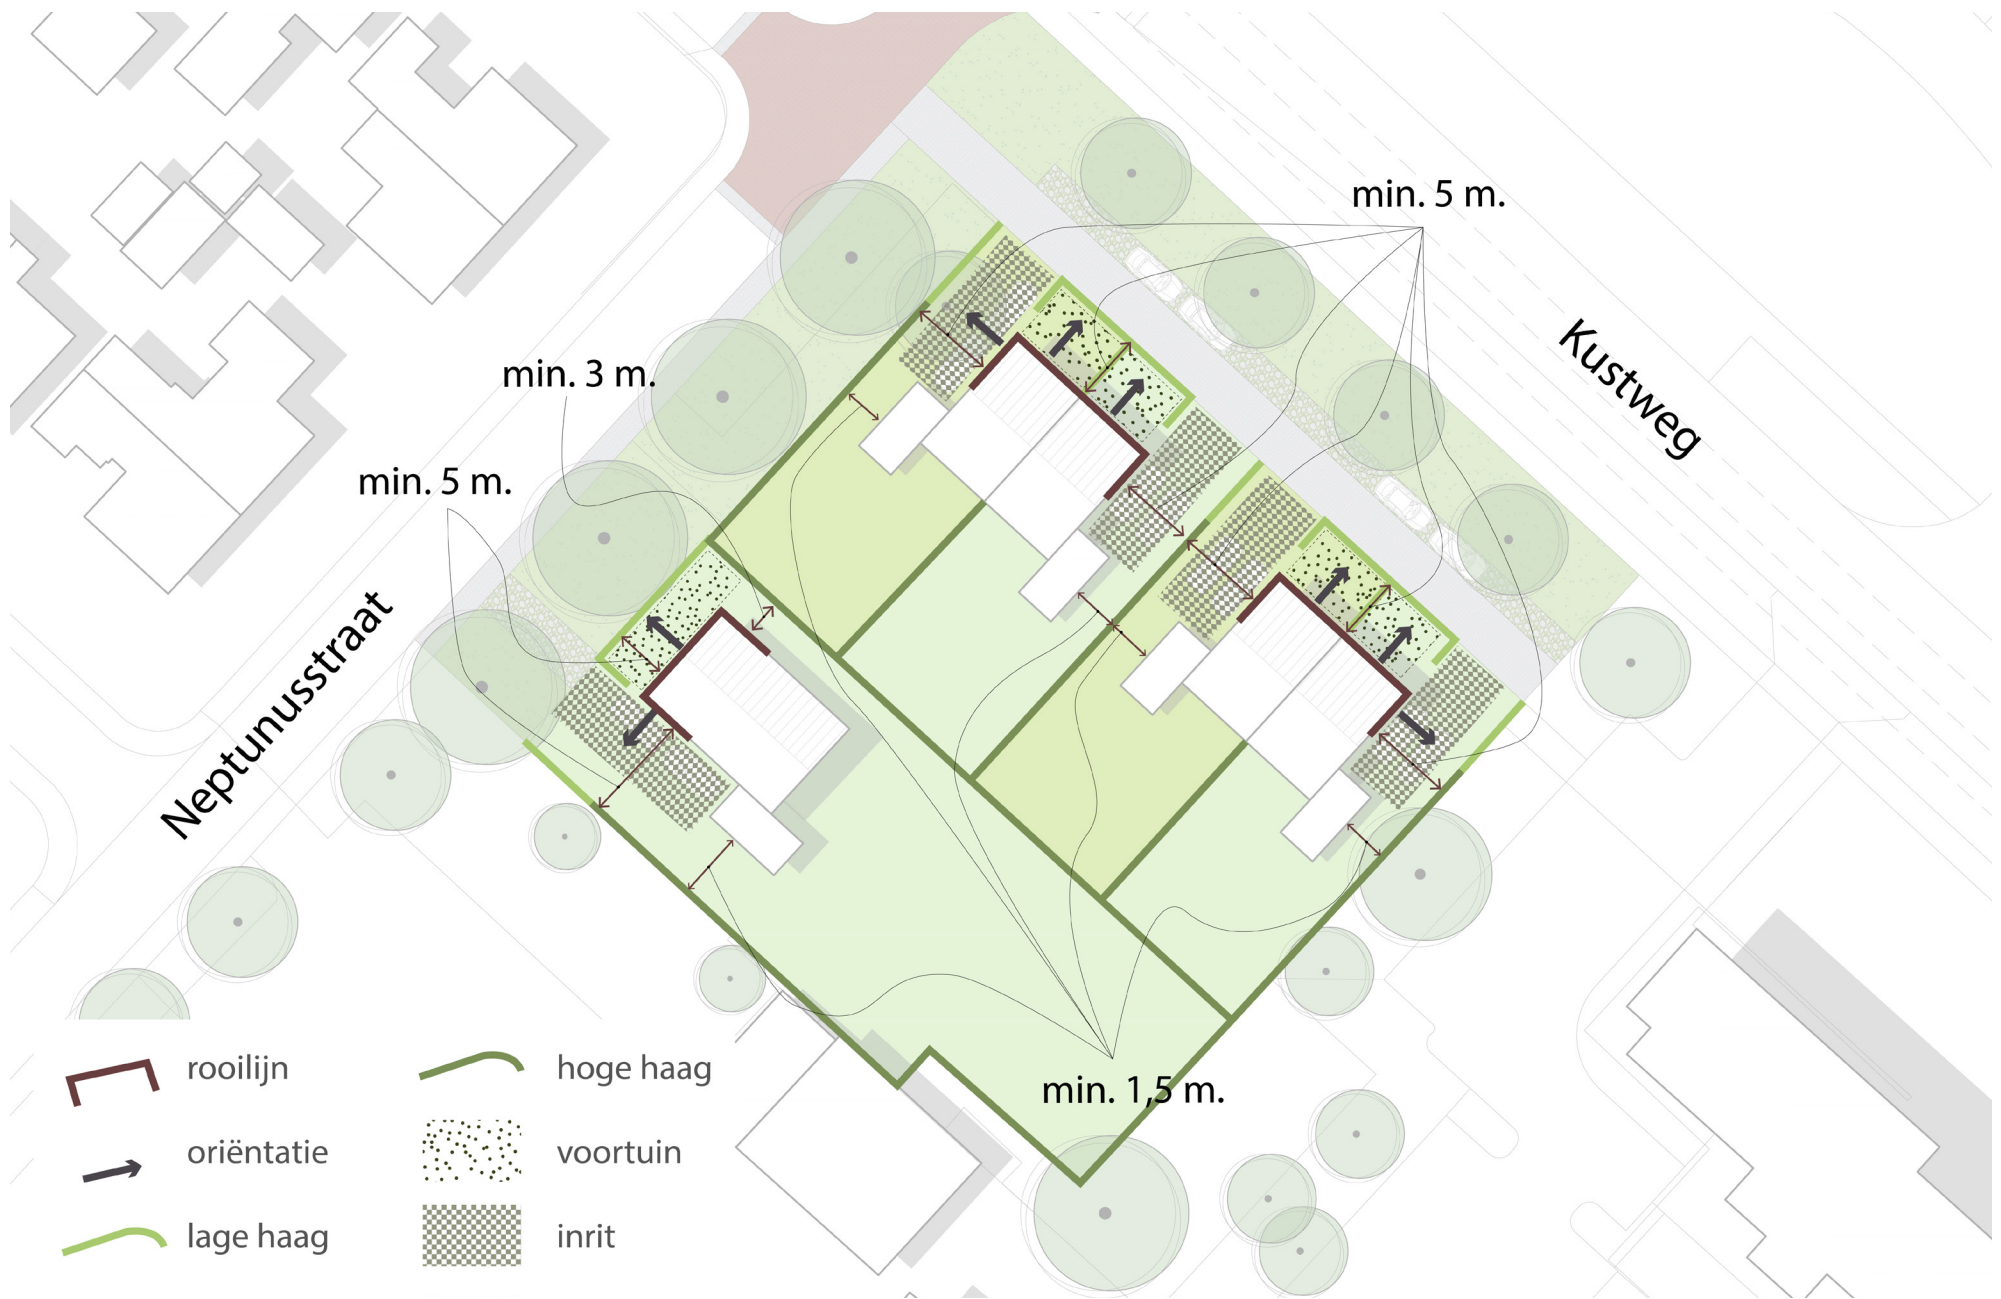 min. 5 m.
Kustweg
min. 3 m.
min. 5 m.
Neptunusstraat
min. 1,5 m.
rooilijn
hoge haag
oriëntatie
voortuin
lage haag
inrit